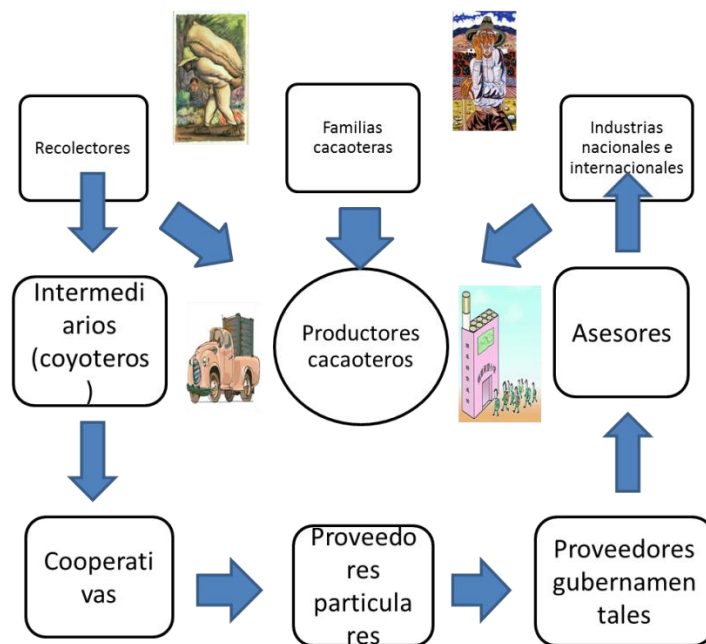 Recolectores
Familias
cacaoteras
Industrias
nacionales e
internacionales
Intermedi
arios
(coyoteros
)
Productores
cacaoteros
Asesores
Cooperati
vas
Proveedo
res
particula
res
Proveedores
gubernamen
tales